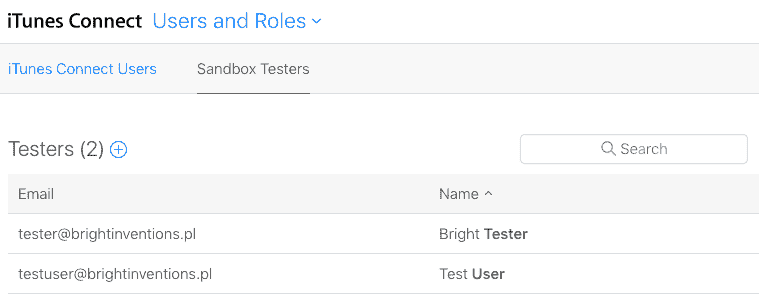 iTunes Connect Users and Roles
iTunes Connect Users Sandbox Testers
Testers (2)
Search
Email Name
tester@brightinventions.pl Bright Tester
testuser@brightinventions.pl Test User